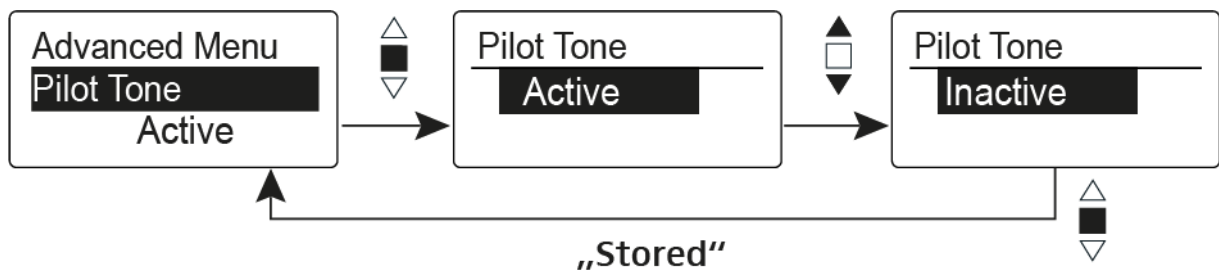 Advanced Menu
Pilot Tone
Active
Pilot Tone
Active
Pilot Tone
Inactive
„Stored“